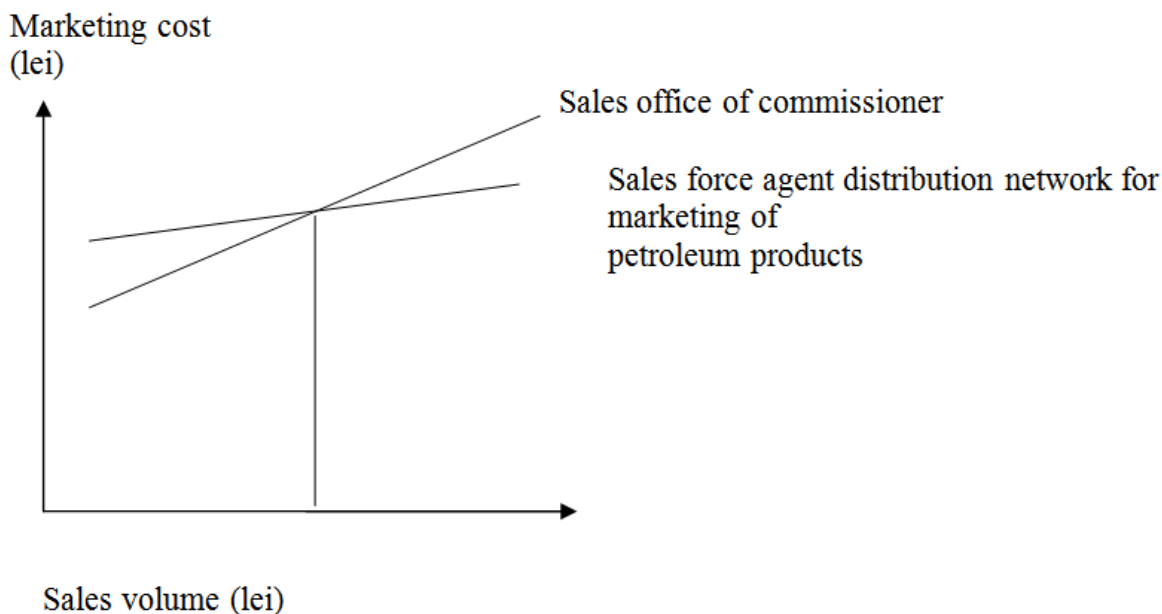 Marketing cost
(lei)
Sales office of commissioner
Sales force agent distribution network for
marketing of
petroleum products
Sales volume (lei)